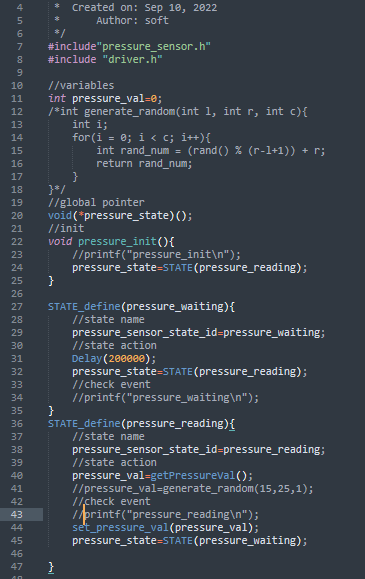 4      *  Created on: Sep 10, 2022
5      *      Author: soft
6      */
7     #include"pressure_sensor.h"
8     #include "driver.h"
9
10    //variables
11    int pressure_val=0;
12    /*int generate_random(int l, int r, int c){
13        int i;
14        for(i = 0; i < c; i++){
15            int rand_num = (rand() % (r-l+1)) + r;
16            return rand_num;
17        }
18    }*/
19    //global pointer
20    void(*pressure_state)();
21    //init
22    void pressure_init(){
23        //printf("pressure_init\n");
24        pressure_state=STATE(pressure_reading);
25    }
26
27    STATE_define(pressure_waiting){
28        //state name
29        pressure_sensor_state_id=pressure_waiting;
30        //state action
31        Delay(200000);
32        pressure_state=STATE(pressure_reading);
33        //check event
34        //printf("pressure_waiting\n");
35    }
36    STATE_define(pressure_reading){
37        //state name
38        pressure_sensor_state_id=pressure_reading;
39        //state action
40        pressure_val=getPressureVal();
41        //pressure_val=generate_random(15,25,1);
42        //check event
43        //printf("pressure_reading\n");
44        set_pressure_val(pressure_val);
45        pressure_state=STATE(pressure_waiting);
46
47    }